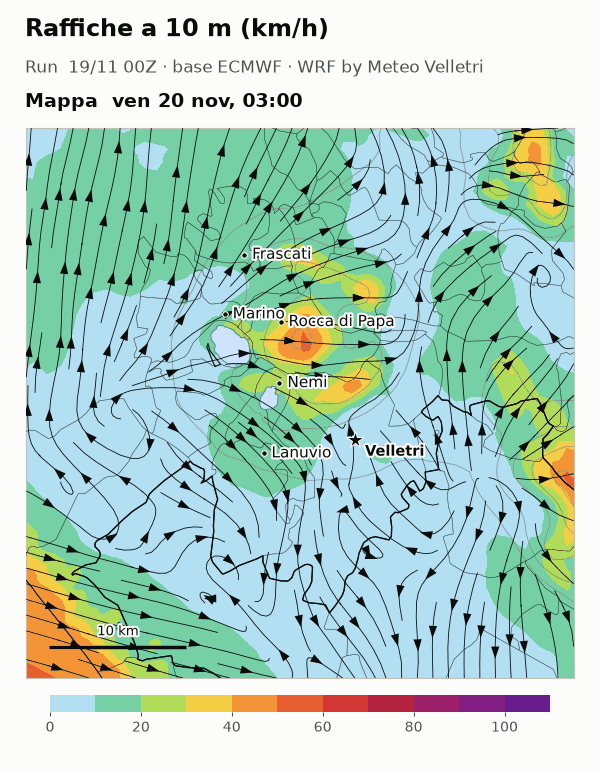 Raffiche a 10 m (km/h)
Run  19/11 00Z · base ECMWF · WRF by Meteo Velletri
Mappa  ven 20 nov, 03:00
Frascati
Marino
Rocca di Papa
Nemi
Velletri
Lanuvio
10 km
0 20 40 60 80 100